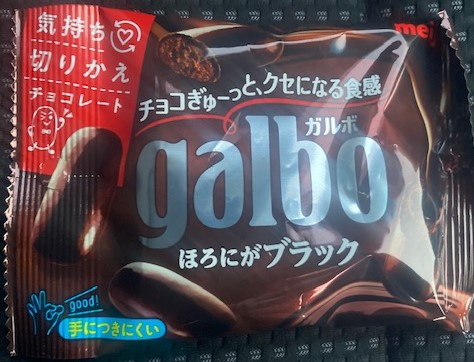 気持ち
切りかえ
チョコレート
meiji
チョコぎゅーっと、クセになる食感
ガルボ
galbo
ほろにがブラック
good!
手につきにくい